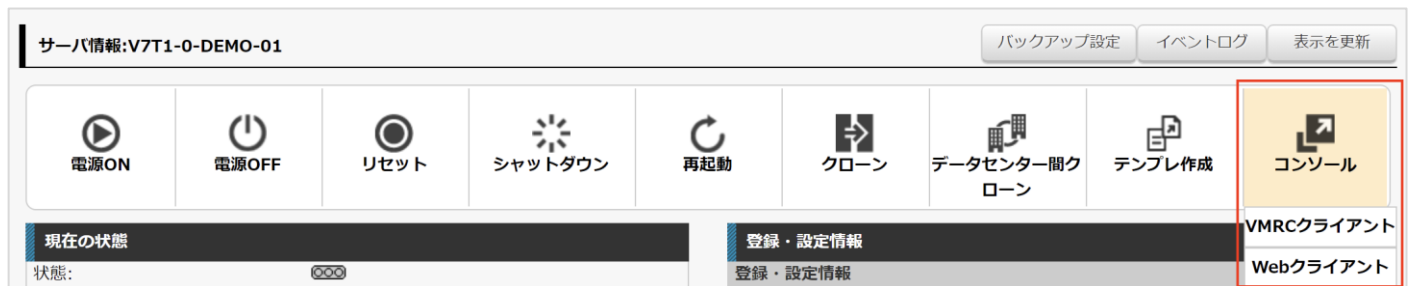 サーバ情報:V7T1-0-DEMO-01
バックアップ設定
イベントログ
表示を更新
電源ON
電源OFF
リセット
シャットダウン
再起動
クローン
データセンター間ク
ローン
テンプレ作成
コンソール
VMRCクライアント
Webクライアント
現在の状態
登録・設定情報
状態:
登録・設定情報